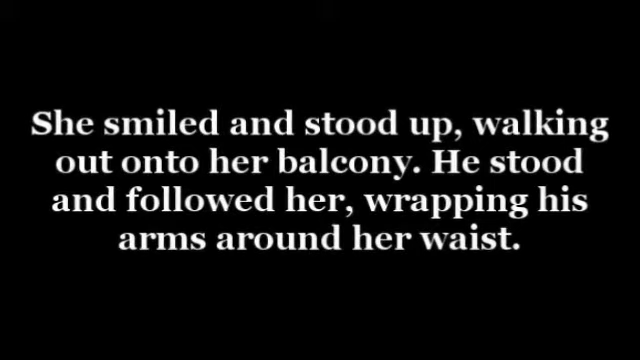 She smiled and stood up, walking
out onto her balcony. He stood
and followed her, wrapping his
arms around her waist.